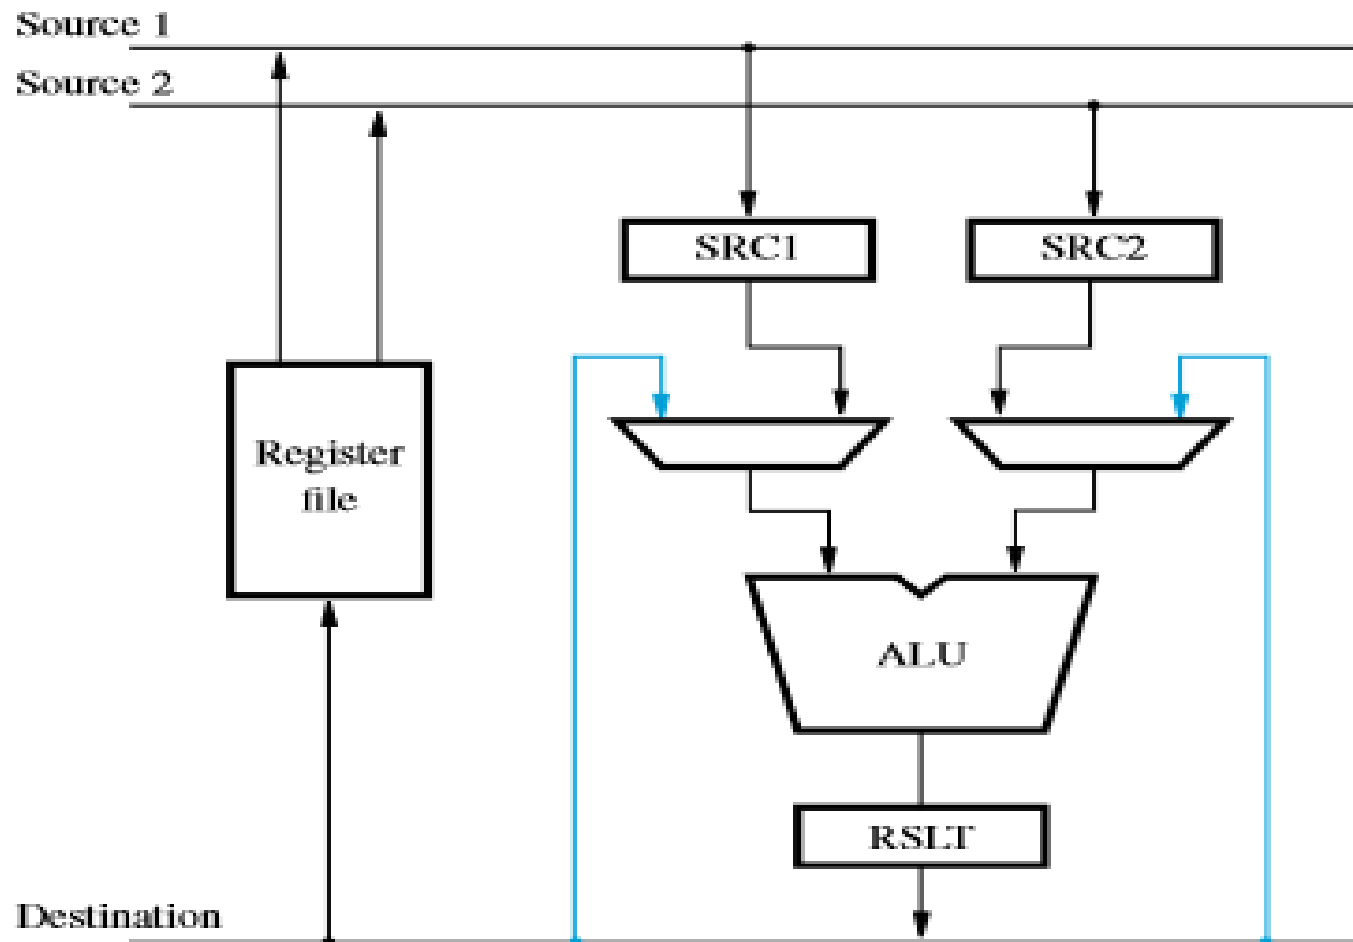 Source 1
Source 2
SRC1
SRC2
Register
file
ALU
RSLT
Destination